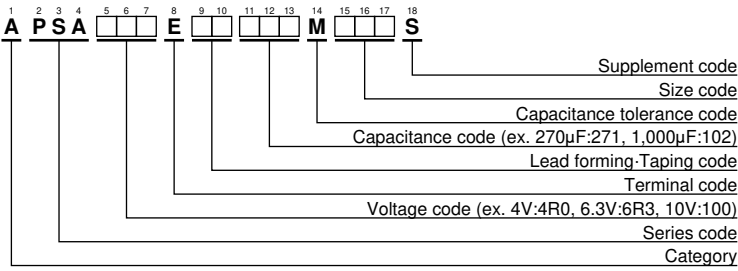 1 2 3 4 5 6 7 8 9 10 11 12 13 14 15 16 17 18
A PSA E M S
Supplement code
Size code
Capacitance tolerance code
Capacitance code (ex. 270µF:271, 1,000µF:102)
Lead forming·Taping code
Terminal code
Voltage code (ex. 4V:4R0, 6.3V:6R3, 10V:100)
Series code
Category